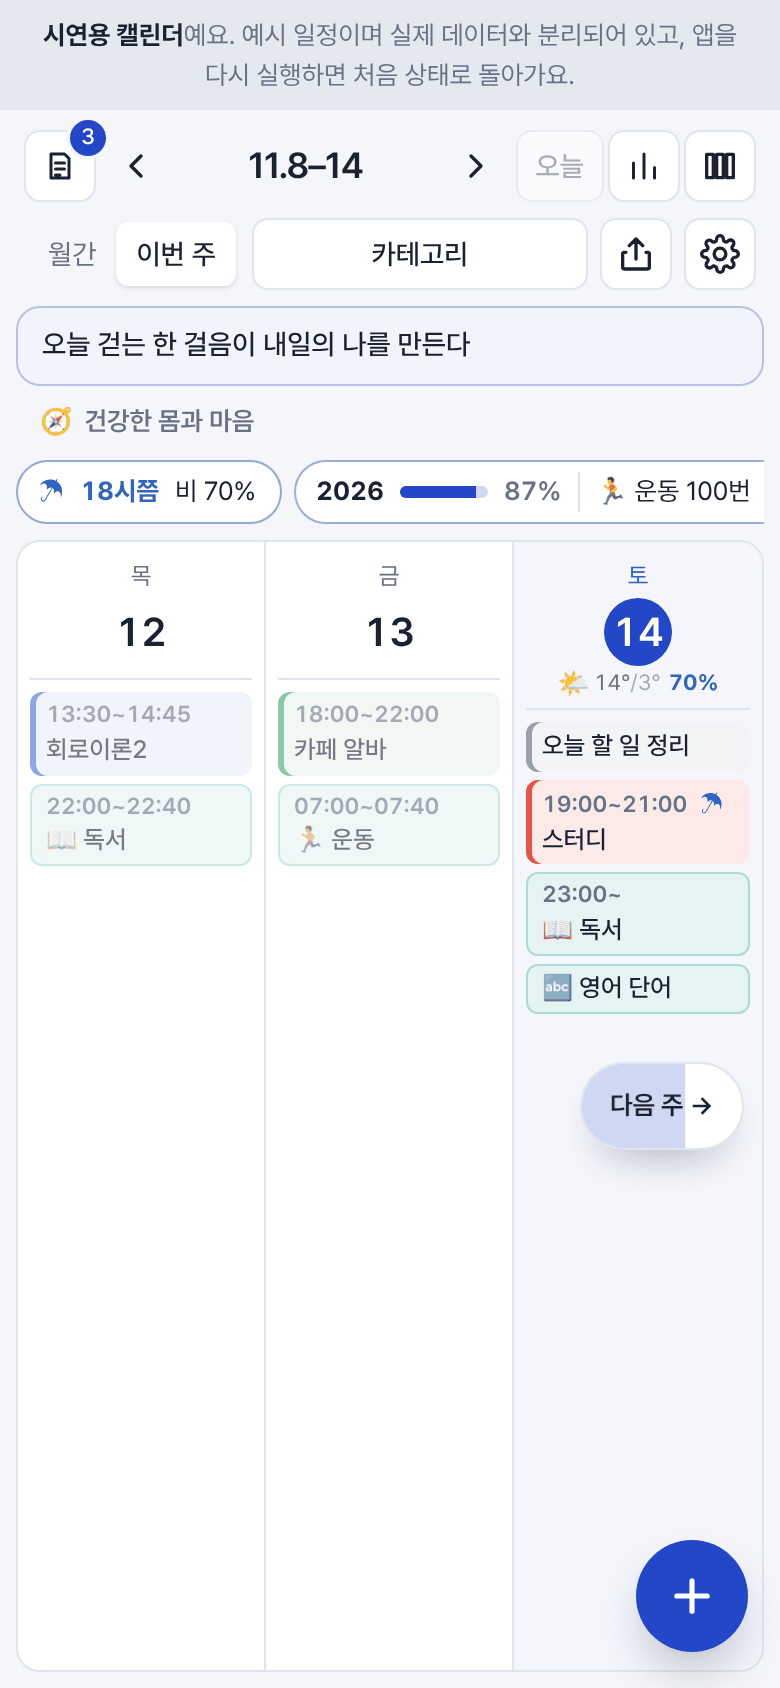 시연용 캘린더예요. 예시 일정이며 실제 데이터와 분리되어 있고, 앱을
다시 실행하면 처음 상태로 돌아가요.
3
11.8–14
오늘
월간
이번 주
카테고리
오늘 걷는 한 걸음이 내일의 나를 만든다
🧭 건강한 몸과 마음
☂ 18시쯤 비 70%
2026 87%
🏃 운동 100번
목
12
13:30~14:45
회로이론2
22:00~22:40
📖 독서
금
13
18:00~22:00
카페 알바
07:00~07:40
🏃 운동
토
14
🌤️ 14°/3° 70%
오늘 할 일 정리
19:00~21:00 ☂
스터디
23:00~
📖 독서
🔤 영어 단어
다음 주 →